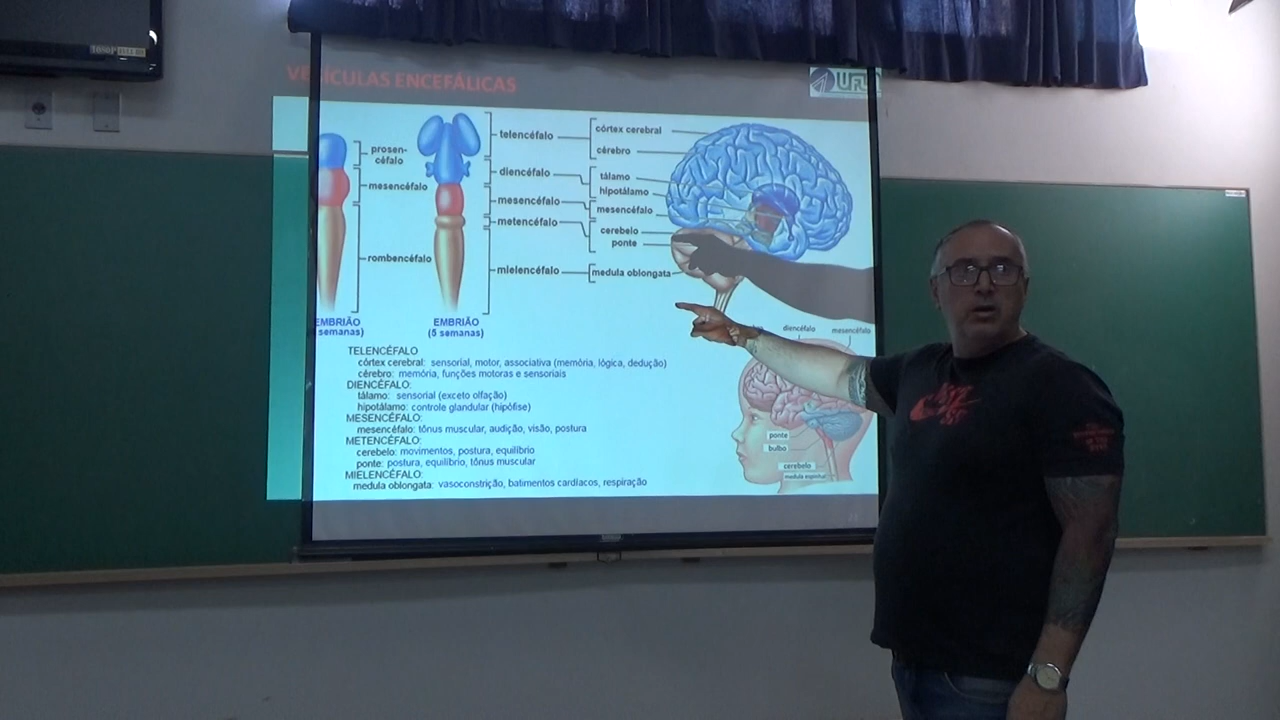 VESÍCULAS ENCEFÁLICAS
UFU
prosen-
céfalo
mesencéfalo
rombencéfalo
EMBRIÃO
semanas)
EMBRIÃO
(5 semanas)
telencéfalo
diencéfalo
mesencéfalo
metencéfalo
mielencéfalo
córtex cerebral
cérebro
tálamo
hipotálamo
mesencéfalo
cerebelo
ponte
medula oblongata
diencéfalo
mesencéfalo
ponte
bulbo
cerebelo
medula espinhal
TELENCÉFALO
córtex cerebral: sensorial, motor, associativa (memória, lógica, dedução)
cérebro: memória, funções motoras e sensoriais
DIENCÉFALO:
tálamo: sensorial (exceto olfação)
hipotálamo: controle glandular (hipófise)
MESENCÉFALO:
mesencéfalo: tônus muscular, audição, visão, postura
METENCÉFALO:
cerebelo: movimentos, postura, equilíbrio
ponte: postura, equilíbrio, tônus muscular
MIELENCÉFALO:
medula oblongata: vasoconstrição, batimentos cardíacos, respiração
1080P